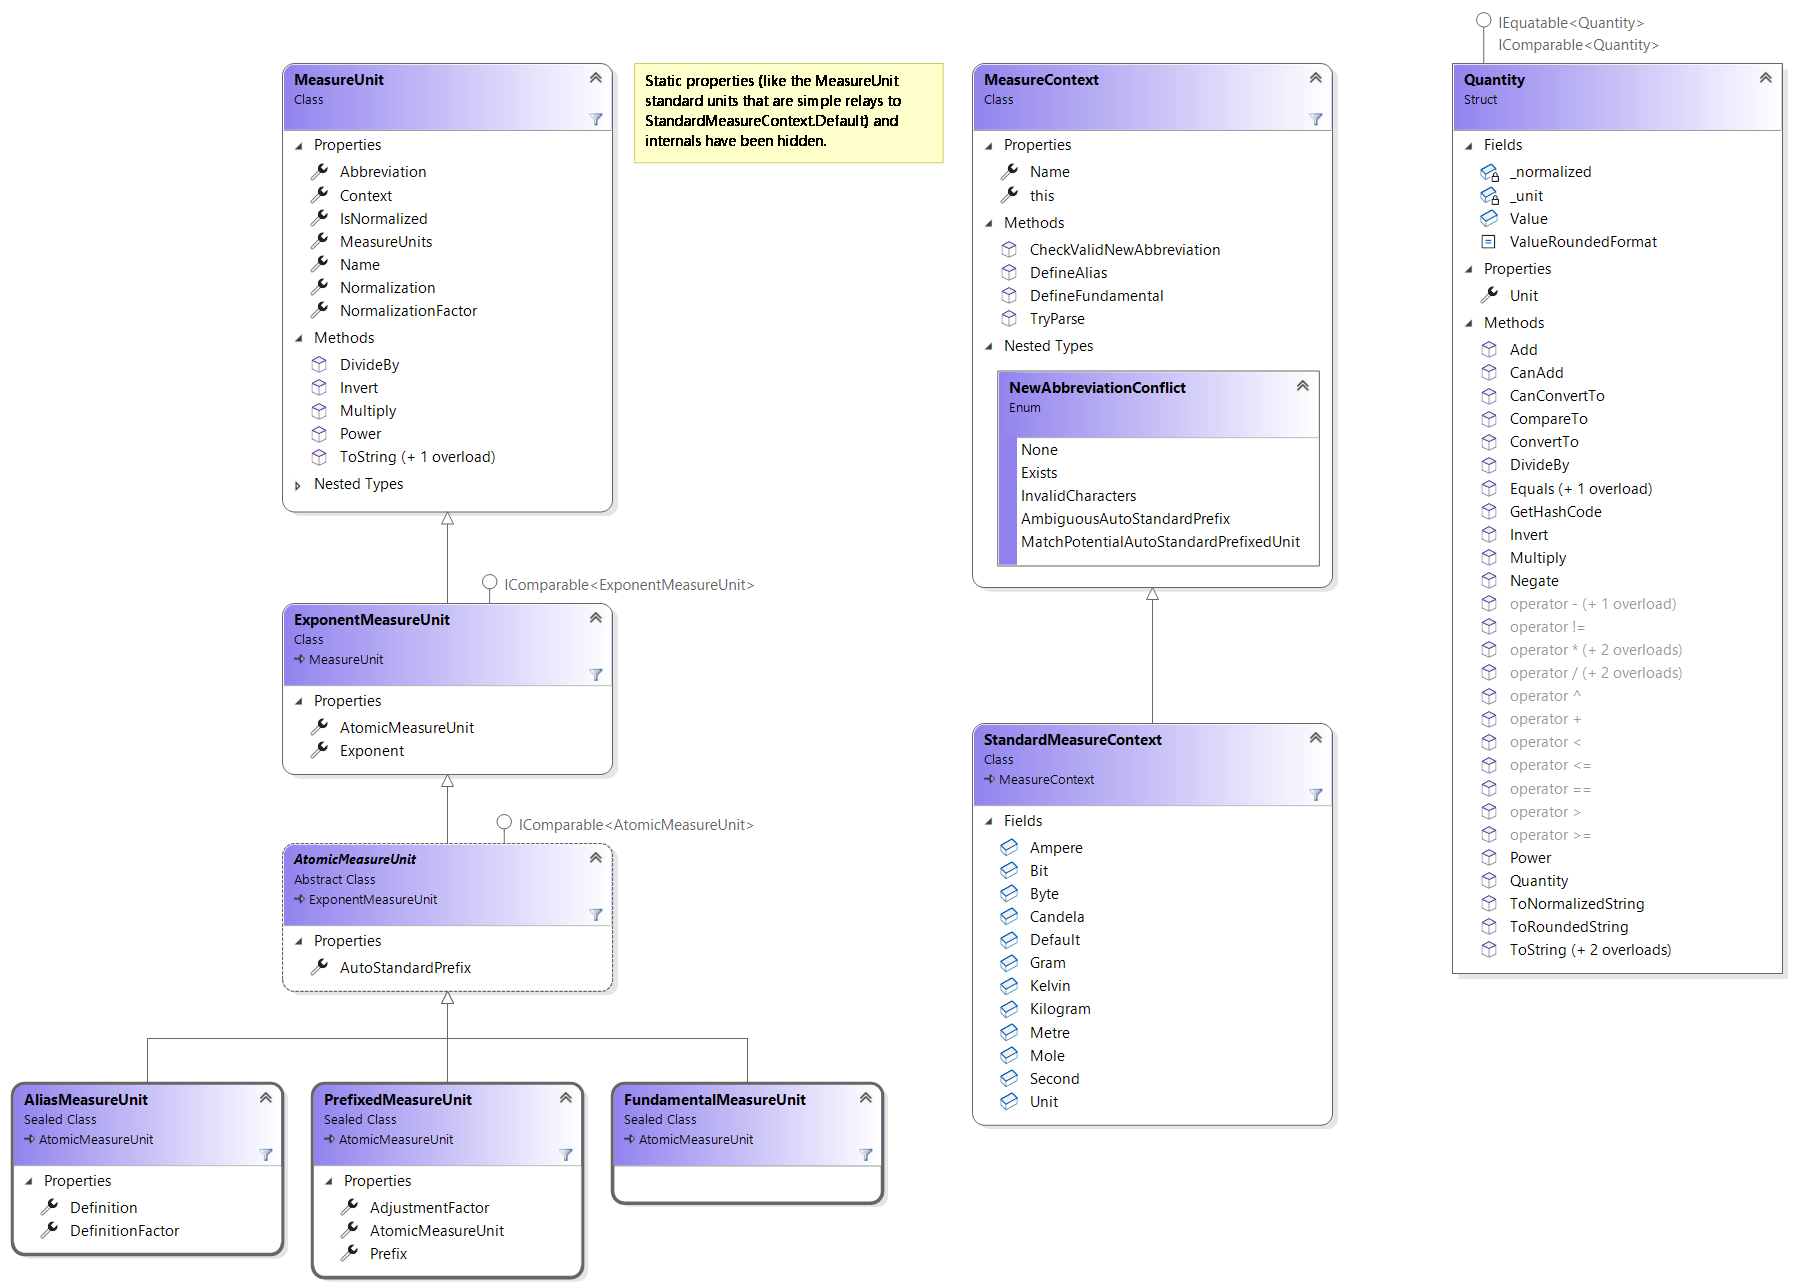 MeasureUnit
Class
Properties
Abbreviation
Context
IsNormalized
MeasureUnits
Name
Normalization
NormalizationFactor
Methods
DivideBy
Invert
Multiply
Power
ToString (+ 1 overload)
Nested Types
IComparable<ExponentMeasureUnit>
ExponentMeasureUnit
Class
MeasureUnit
Properties
AtomicMeasureUnit
Exponent
IComparable<AtomicMeasureUnit>
AtomicMeasureUnit
Abstract Class
ExponentMeasureUnit
Properties
AutoStandardPrefix
AliasMeasureUnit
Sealed Class
AtomicMeasureUnit
Properties
Definition
DefinitionFactor
PrefixedMeasureUnit
Sealed Class
AtomicMeasureUnit
Properties
AdjustmentFactor
AtomicMeasureUnit
Prefix
FundamentalMeasureUnit
Sealed Class
AtomicMeasureUnit
Static properties (like the MeasureUnit
standard units that are simple relays to
StandardMeasureContext.Default) and
internals have been hidden.
MeasureContext
Class
Properties
Name
this
Methods
CheckValidNewAbbreviation
DefineAlias
DefineFundamental
TryParse
Nested Types
NewAbbreviationConflict
Enum
None
Exists
InvalidCharacters
AmbiguousAutoStandardPrefix
MatchPotentialAutoStandardPrefixedUnit
StandardMeasureContext
Class
MeasureContext
Fields
Ampere
Bit
Byte
Candela
Default
Gram
Kelvin
Kilogram
Metre
Mole
Second
Unit
IEquatable<Quantity>
IComparable<Quantity>
Quantity
Struct
Fields
_normalized
_unit
Value
ValueRoundedFormat
Properties
Unit
Methods
Add
CanAdd
CanConvertTo
CompareTo
ConvertTo
DivideBy
Equals (+ 1 overload)
GetHashCode
Invert
Multiply
Negate
operator - (+ 1 overload)
operator !=
operator * (+ 2 overloads)
operator / (+ 2 overloads)
operator ^
operator +
operator <
operator <=
operator ==
operator >
operator >=
Power
Quantity
ToNormalizedString
ToRoundedString
ToString (+ 2 overloads)